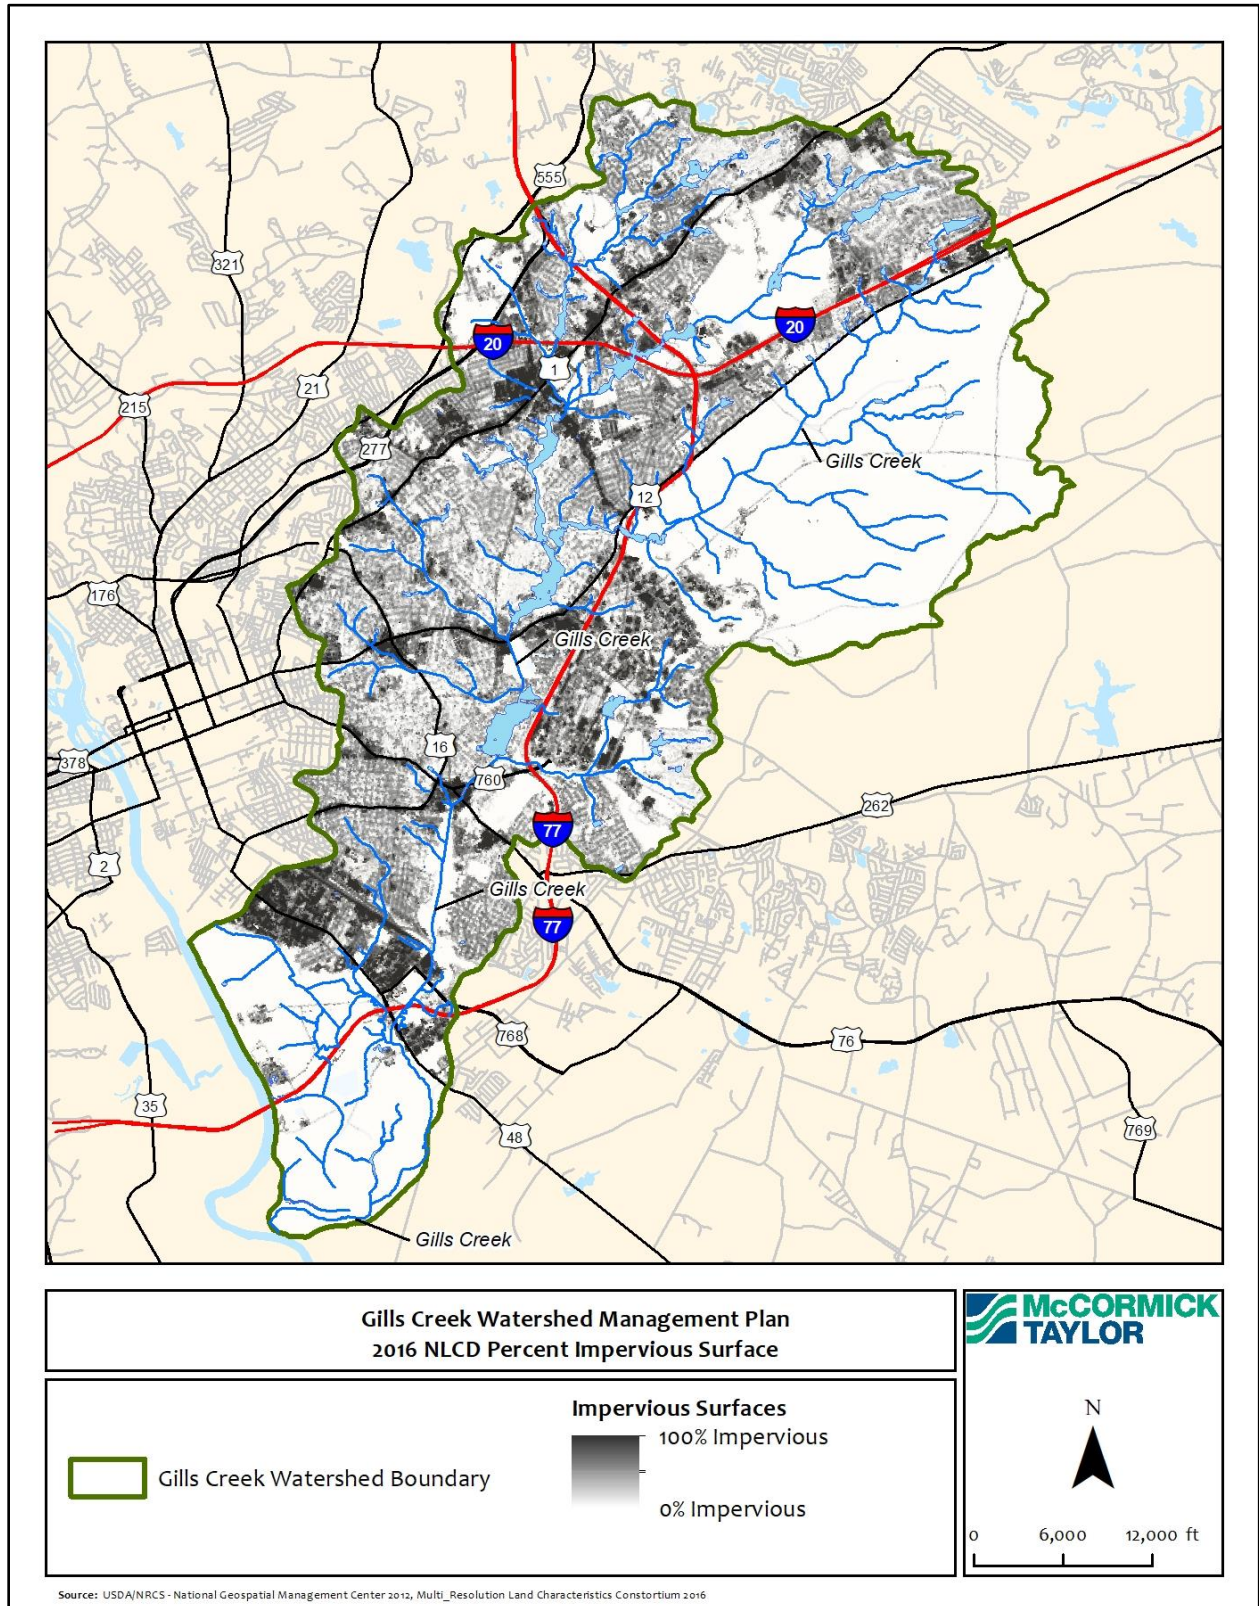 555
321
20
20
1
21
215
277
Gills Creek
12
176
Gills Creek
16
378
760
262
77
2
Gills Creek
77
768
76
35
48
769
Gills Creek
Gills Creek Watershed Management Plan
2016 NLCD Percent Impervious Surface
McCORMICK
TAYLOR
Impervious Surfaces
100% Impervious
0% Impervious
Gills Creek Watershed Boundary
N
0 6,000 12,000 ft
Source: USDA/NRCS - National Geospatial Management Center 2012, Multi_Resolution Land Characteristics Constortium 2016